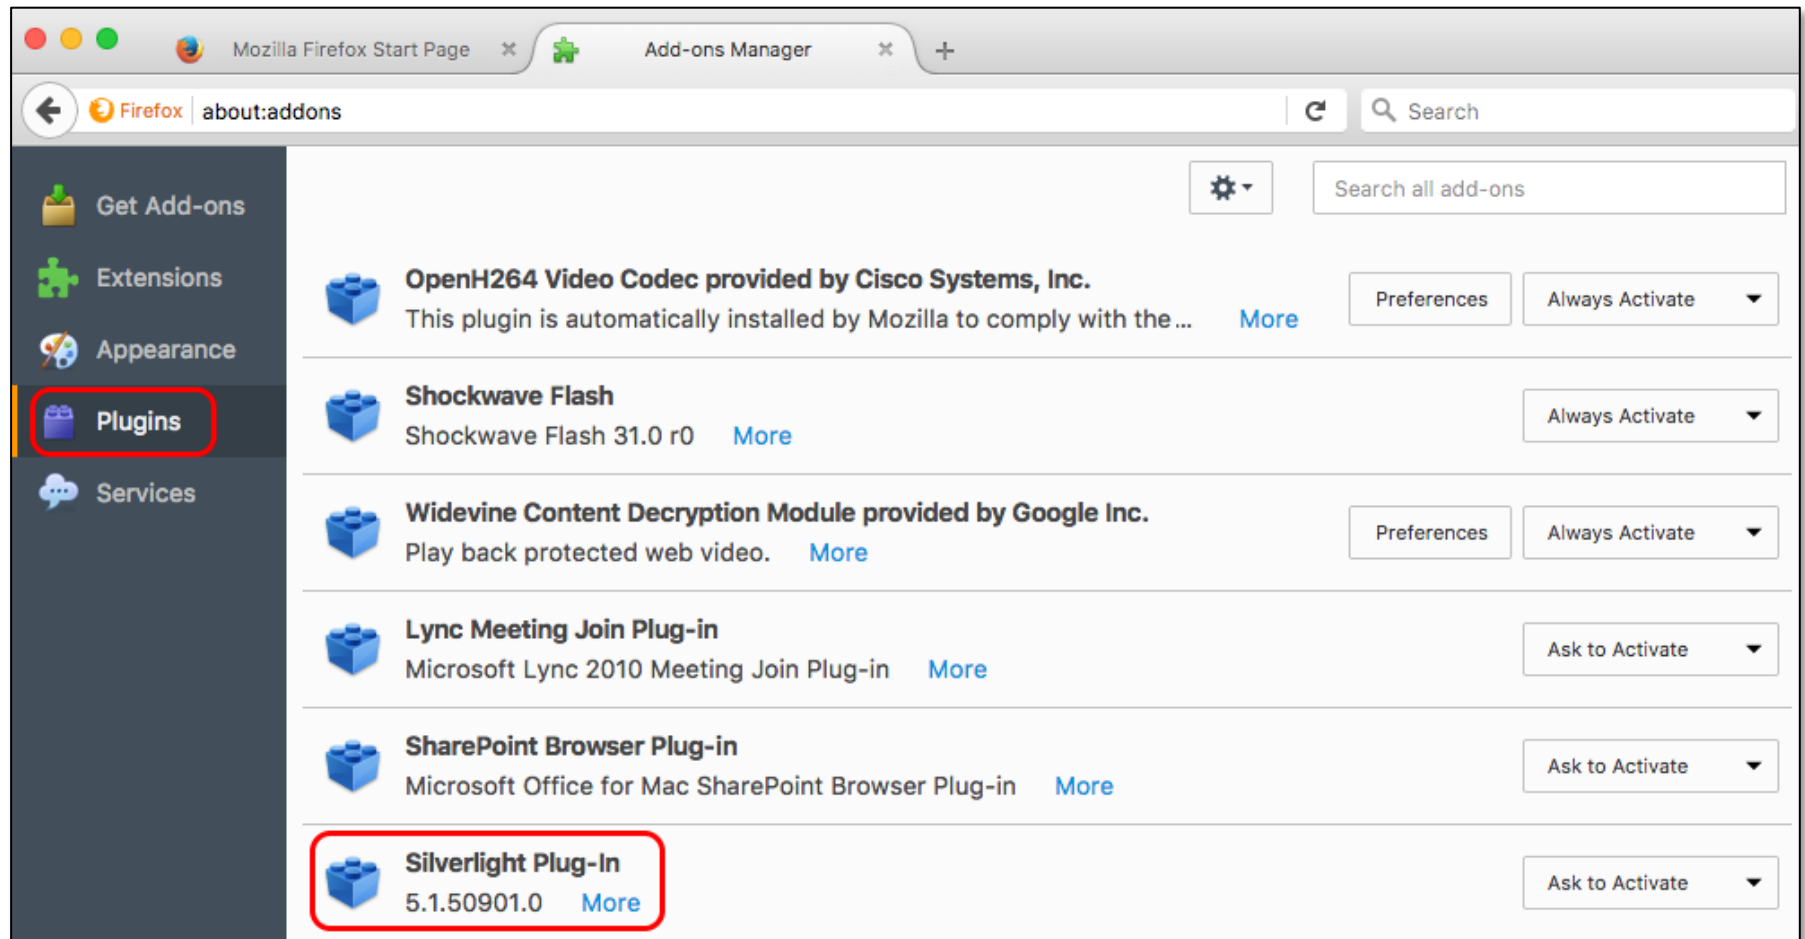 Mozilla Firefox Start Page
Add-ons Manager
Firefox about:addons
Search
Get Add-ons
Extensions
Appearance
Plugins
Services
Search all add-ons
OpenH264 Video Codec provided by Cisco Systems, Inc.
This plugin is automatically installed by Mozilla to comply with the... More
Preferences
Always Activate
Shockwave Flash
Shockwave Flash 31.0 r0 More
Always Activate
Widevine Content Decryption Module provided by Google Inc.
Play back protected web video. More
Preferences
Always Activate
Lync Meeting Join Plug-in
Microsoft Lync 2010 Meeting Join Plug-in More
Ask to Activate
SharePoint Browser Plug-in
Microsoft Office for Mac SharePoint Browser Plug-in More
Ask to Activate
Silverlight Plug-In
5.1.50901.0 More
Ask to Activate